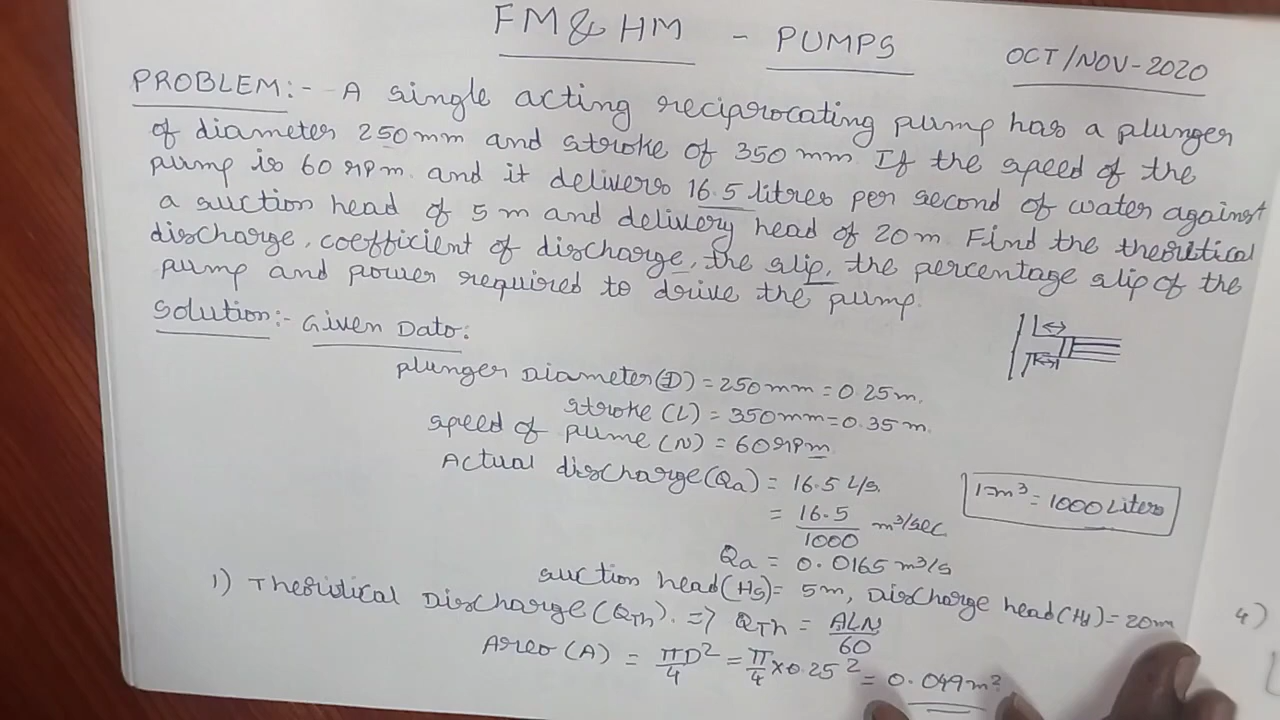 FM & HM - PUMPS OCT/NOV-2020
PROBLEM:- A single acting reciprocating pump has a plunger
of diameter 250mm and stroke of 350 mm If the speed of the
pump is 60 rpm. and it delivers 16.5 litres per second of water against
a suction head of 5 m and delivery head of 20m Find the theoritical
discharge, coefficient of discharge, the slip, the percentage slip of the
pump and power required to drive the pump.
Solution:- Given Data:
plunger Diameter (D) = 250mm = 0.25m.
stroke (L) = 350mm = 0.35 m.
speed of pume (N) = 60rpm
Actual discharge (Qa) = 16.5 L/s.
= 16.5/1000 m³/sec
1m³ = 1000 Liters
Qa = 0.0165 m³/s
suction head (Hs) = 5m, Discharge head (Hd) = 20m
1) Theoritical Discharge (QTh). => QTh = ALN/60
Area (A) = πD²/4 = π/4 × 0.25² = 0.049m²
4)